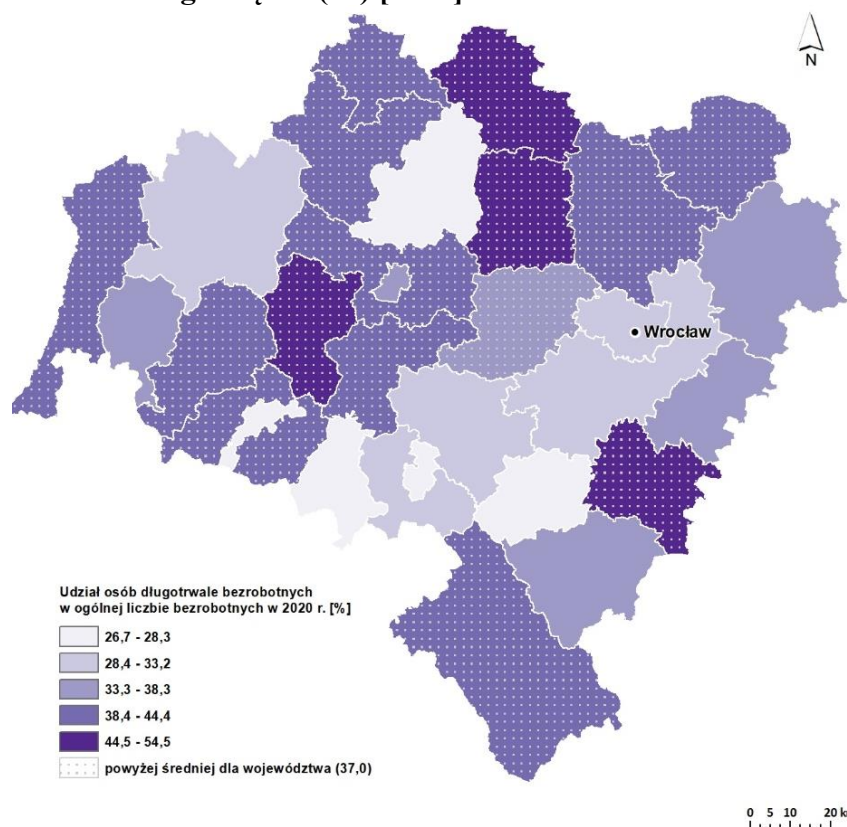 N
Wrocław
Udział osób długotrwale bezrobotnych
w ogólnej liczbie bezrobotnych w 2020 r. [%]
26,7 - 28,3
28,4 - 33,2
33,3 - 38,3
38,4 - 44,4
44,5 - 54,5
powyżej średniej dla województwa (37,0)
0 5 10 20